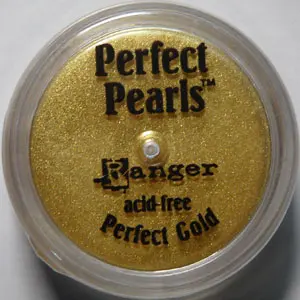 Perfect
Pearls™
Ranger
acid-free
Perfect Gold